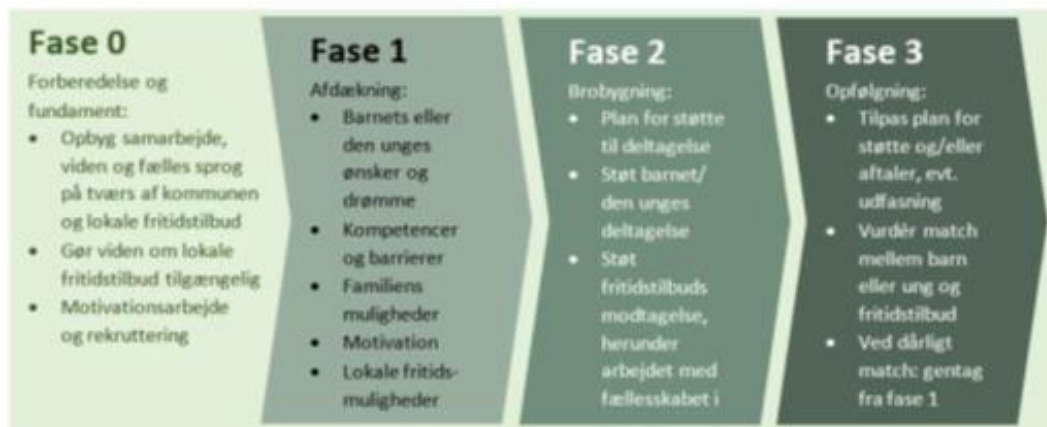 Fase 0
Forberedelse og
fundament:
• Opbyg samarbejde,
viden og fælles sprog
på tværs af kommunen
og lokale fritidstilbud
• Gør viden om lokale
fritidstilbud tilgængelig
• Motivationsarbejde
og rekruttering
Fase 1
Afdækning:
• Barnets eller
den unges
ønsker og
drømme
• Kompetencer
og barrierer
• Familiens
muligheder
• Motivation
• Lokale fritids-
muligheder
Fase 2
Brobygning:
• Plan for støtte
til deltagelse
• Støt barnet/
den unges
deltagelse
• Støt
fritidstilbuds
modtagelse,
herunder
arbejdet med
fællesskabet i
Fase 3
Opfølgning:
• Tilpas plan for
støtte og/eller
aftaler, evt.
udfasning
• Vurdér match
mellem barn
eller ung og
fritidstilbud
• Ved dårligt
match: gentag
fra fase 1